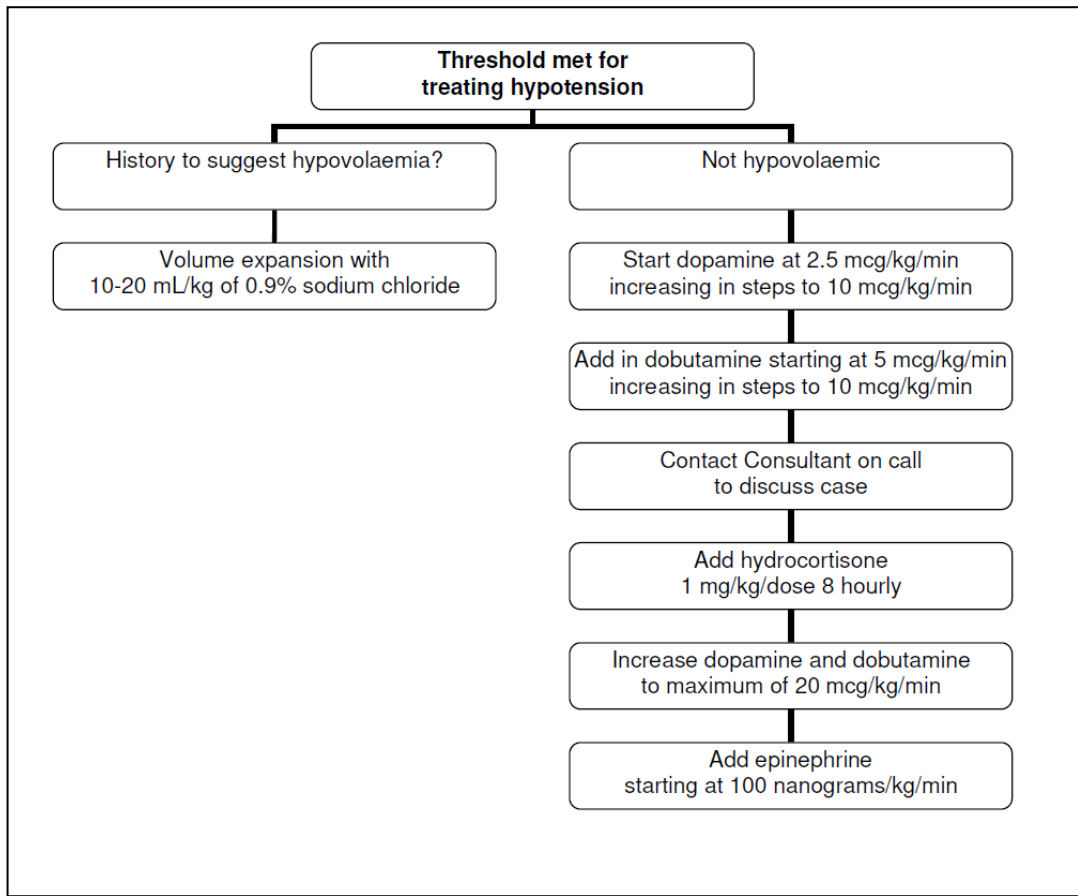 Threshold met for
treating hypotension
History to suggest hypovolaemia?
Volume expansion with
10-20 mL/kg of 0.9% sodium chloride
Not hypovolaemic
Start dopamine at 2.5 mcg/kg/min
increasing in steps to 10 mcg/kg/min
Add in dobutamine starting at 5 mcg/kg/min
increasing in steps to 10 mcg/kg/min
Contact Consultant on call
to discuss case
Add hydrocortisone
1 mg/kg/dose 8 hourly
Increase dopamine and dobutamine
to maximum of 20 mcg/kg/min
Add epinephrine
starting at 100 nanograms/kg/min